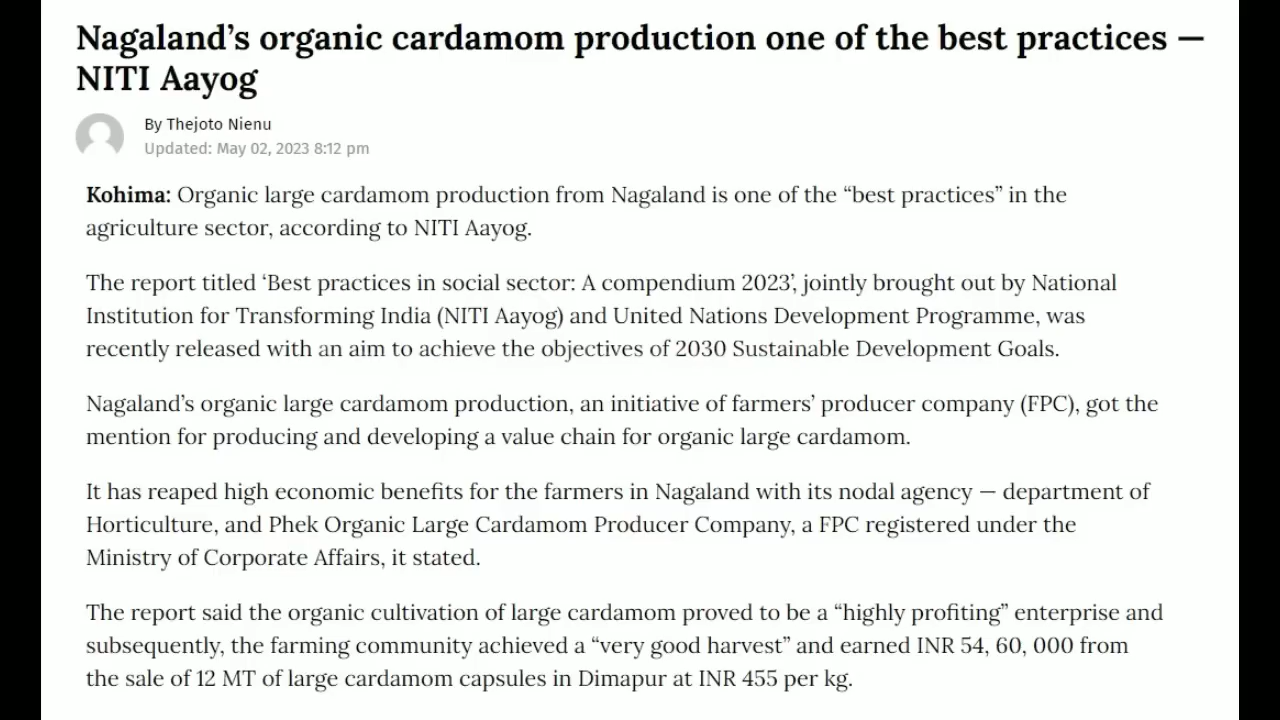 Nagaland’s organic cardamom production one of the best practices —
NITI Aayog
By Thejoto Nienu
Updated: May 02, 2023 8:12 pm
Kohima: Organic large cardamom production from Nagaland is one of the “best practices” in the
agriculture sector, according to NITI Aayog.
The report titled ‘Best practices in social sector: A compendium 2023’, jointly brought out by National
Institution for Transforming India (NITI Aayog) and United Nations Development Programme, was
recently released with an aim to achieve the objectives of 2030 Sustainable Development Goals.
Nagaland’s organic large cardamom production, an initiative of farmers’ producer company (FPC), got the
mention for producing and developing a value chain for organic large cardamom.
It has reaped high economic benefits for the farmers in Nagaland with its nodal agency — department of
Horticulture, and Phek Organic Large Cardamom Producer Company, a FPC registered under the
Ministry of Corporate Affairs, it stated.
The report said the organic cultivation of large cardamom proved to be a “highly profiting” enterprise and
subsequently, the farming community achieved a “very good harvest” and earned INR 54, 60, 000 from
the sale of 12 MT of large cardamom capsules in Dimapur at INR 455 per kg.